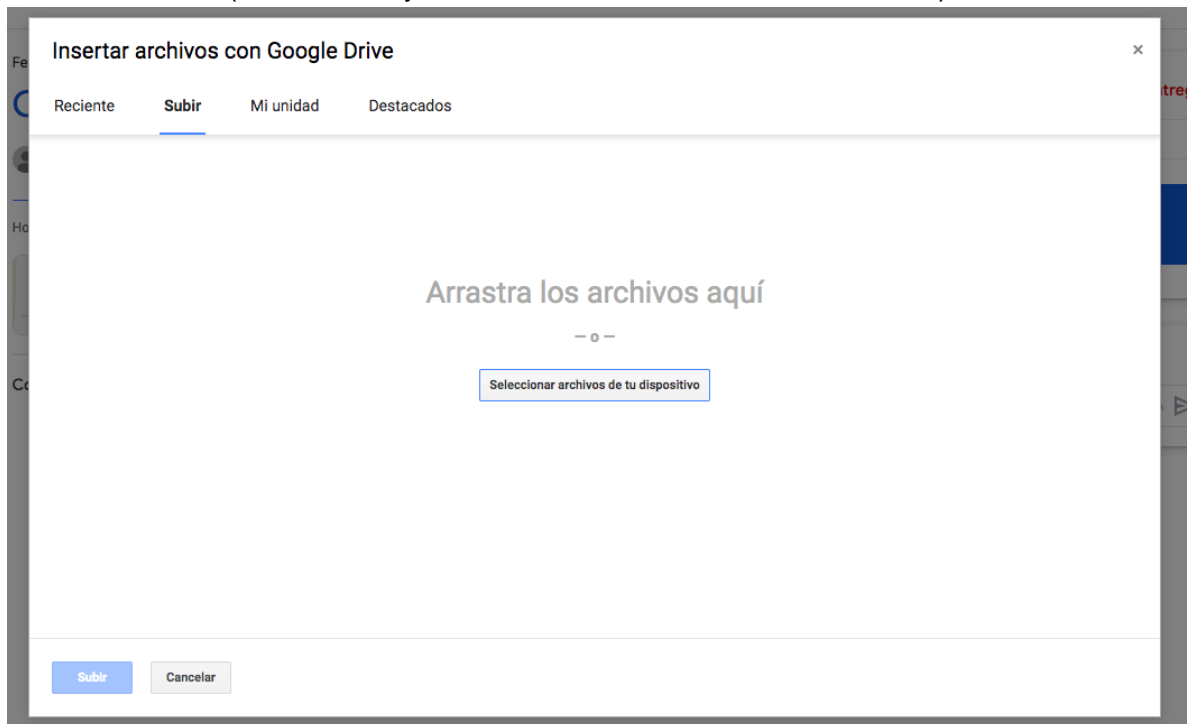 Insertar archivos con Google Drive
×
Reciente Subir Mi unidad Destacados
Arrastra los archivos aquí
— o —
Seleccionar archivos de tu dispositivo
Subir Cancelar